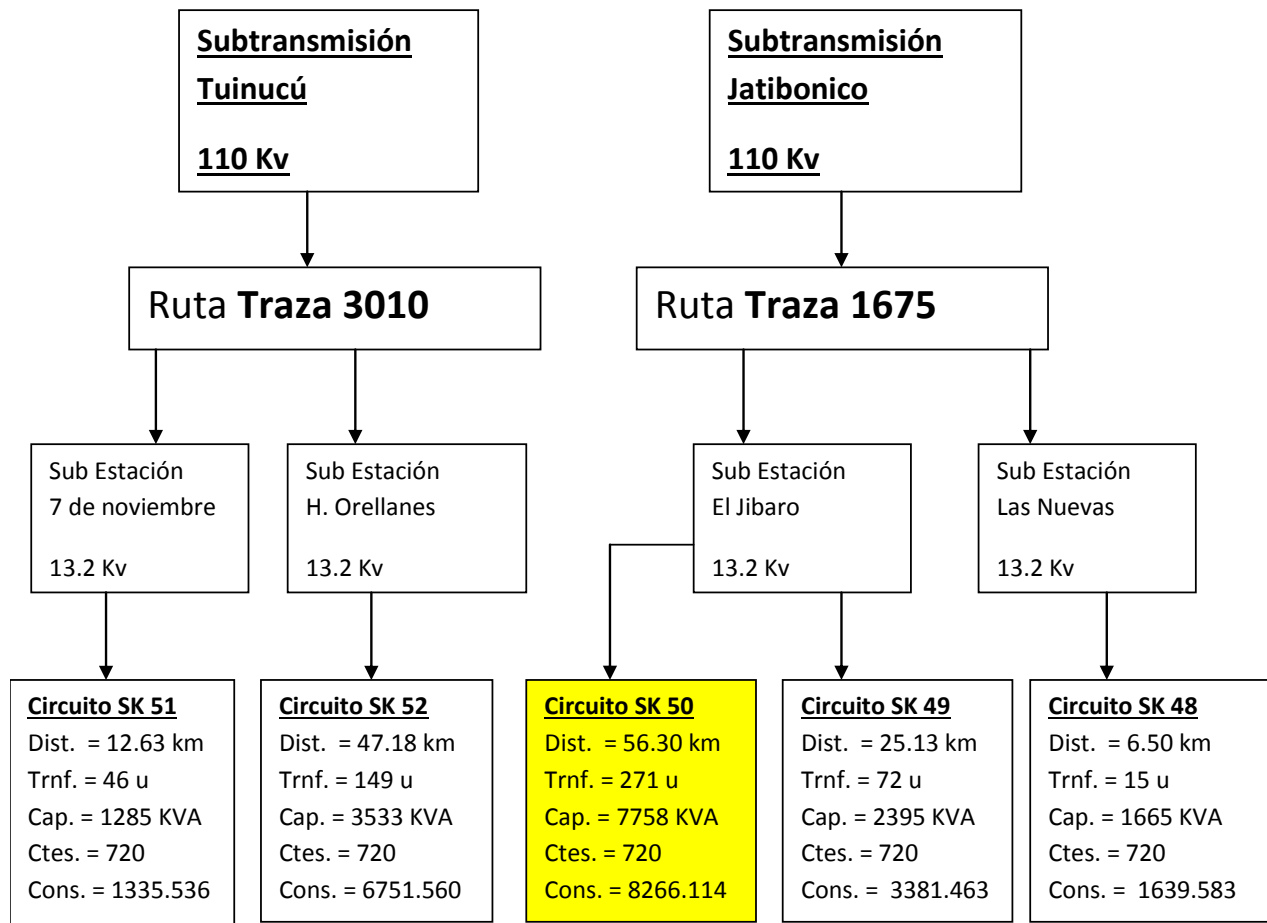 Subtransmisión
Tuinucú
110 Kv
Subtransmisión
Jatibonico
110 Kv
Ruta Traza 3010
Ruta Traza 1675
Sub Estación
7 de noviembre
13.2 Kv
Sub Estación
H. Orellanes
13.2 Kv
Sub Estación
El Jibaro
13.2 Kv
Sub Estación
Las Nuevas
13.2 Kv
Circuito SK 51
Dist. = 12.63 km
Trnf. = 46 u
Cap. = 1285 KVA
Ctes. = 720
Cons. = 1335.536
Circuito SK 52
Dist. = 47.18 km
Trnf. = 149 u
Cap. = 3533 KVA
Ctes. = 720
Cons. = 6751.560
Circuito SK 50
Dist. = 56.30 km
Trnf. = 271 u
Cap. = 7758 KVA
Ctes. = 720
Cons. = 8266.114
Circuito SK 49
Dist. = 25.13 km
Trnf. = 72 u
Cap. = 2395 KVA
Ctes. = 720
Cons. = 3381.463
Circuito SK 48
Dist. = 6.50 km
Trnf. = 15 u
Cap. = 1665 KVA
Ctes. = 720
Cons. = 1639.583